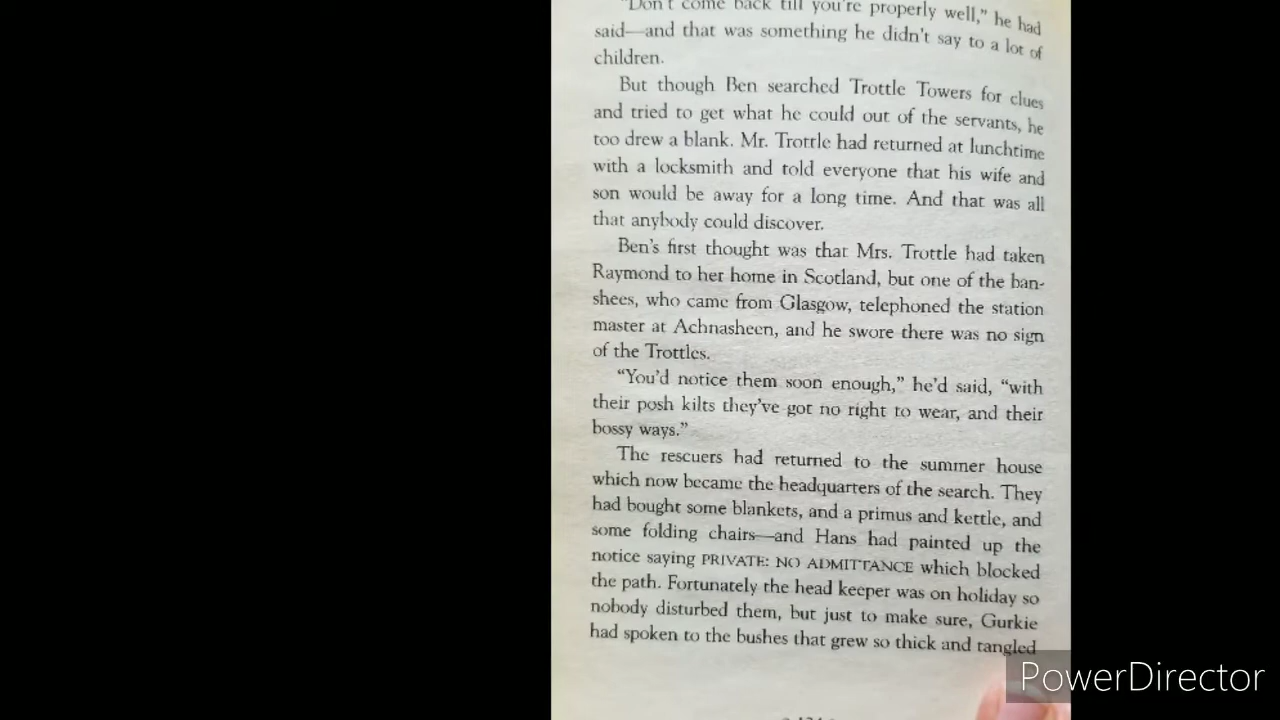 "Don't come back till you're properly well," he had
said—and that was something he didn't say to a lot of
children.
But though Ben searched Trottle Towers for clues
and tried to get what he could out of the servants, he
too drew a blank. Mr. Trottle had returned at lunchtime
with a locksmith and told everyone that his wife and
son would be away for a long time. And that was all
that anybody could discover.
Ben's first thought was that Mrs. Trottle had taken
Raymond to her home in Scotland, but one of the ban-
shees, who came from Glasgow, telephoned the station
master at Achnasheen, and he swore there was no sign
of the Trottles.
"You'd notice them soon enough," he'd said, "with
their posh kilts they've got no right to wear, and their
bossy ways."
The rescuers had returned to the summer house
which now became the headquarters of the search. They
had bought some blankets, and a primus and kettle, and
some folding chairs—and Hans had painted up the
notice saying PRIVATE: NO ADMITTANCE which blocked
the path. Fortunately the head keeper was on holiday so
nobody disturbed them, but just to make sure, Gurkie
had spoken to the bushes that grew so thick and tangled
PowerDirector